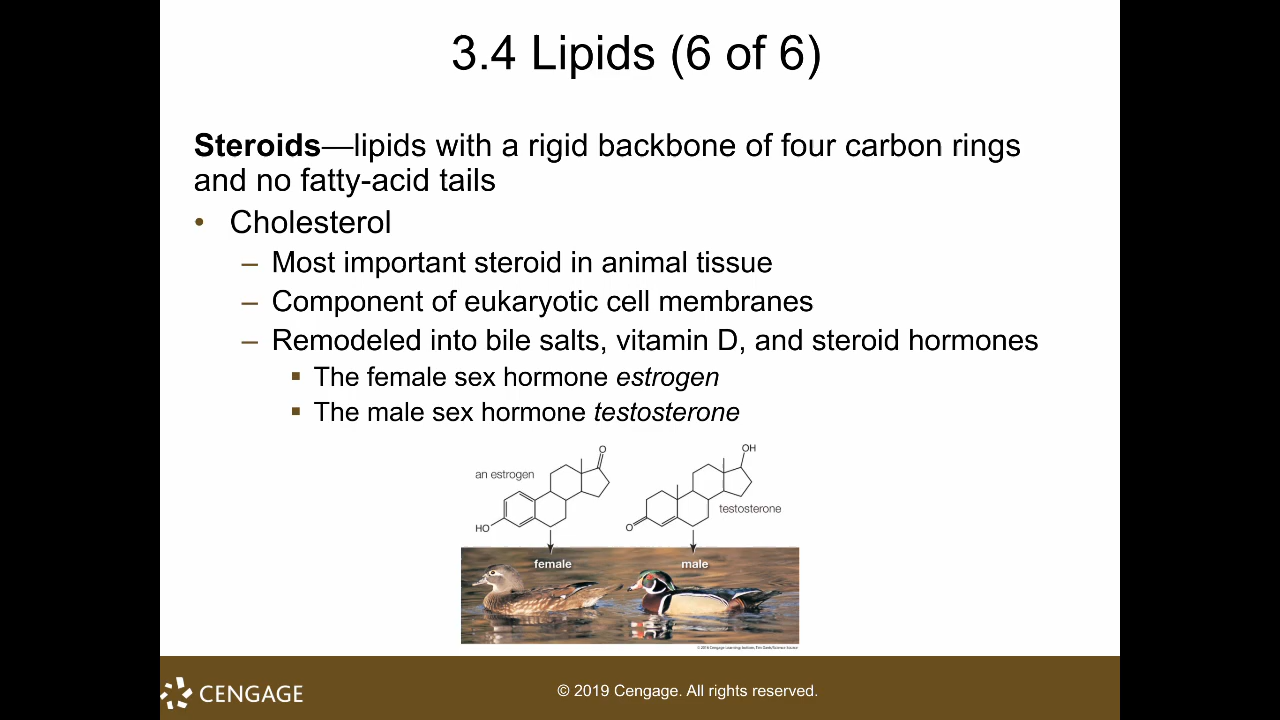 3.4 Lipids (6 of 6)
Steroids—lipids with a rigid backbone of four carbon rings
and no fatty-acid tails
• Cholesterol
– Most important steroid in animal tissue
– Component of eukaryotic cell membranes
– Remodeled into bile salts, vitamin D, and steroid hormones
▪ The female sex hormone estrogen
▪ The male sex hormone testosterone
an estrogen
O
HO
OH
testosterone
O
female
male
CENGAGE
© 2019 Cengage. All rights reserved.